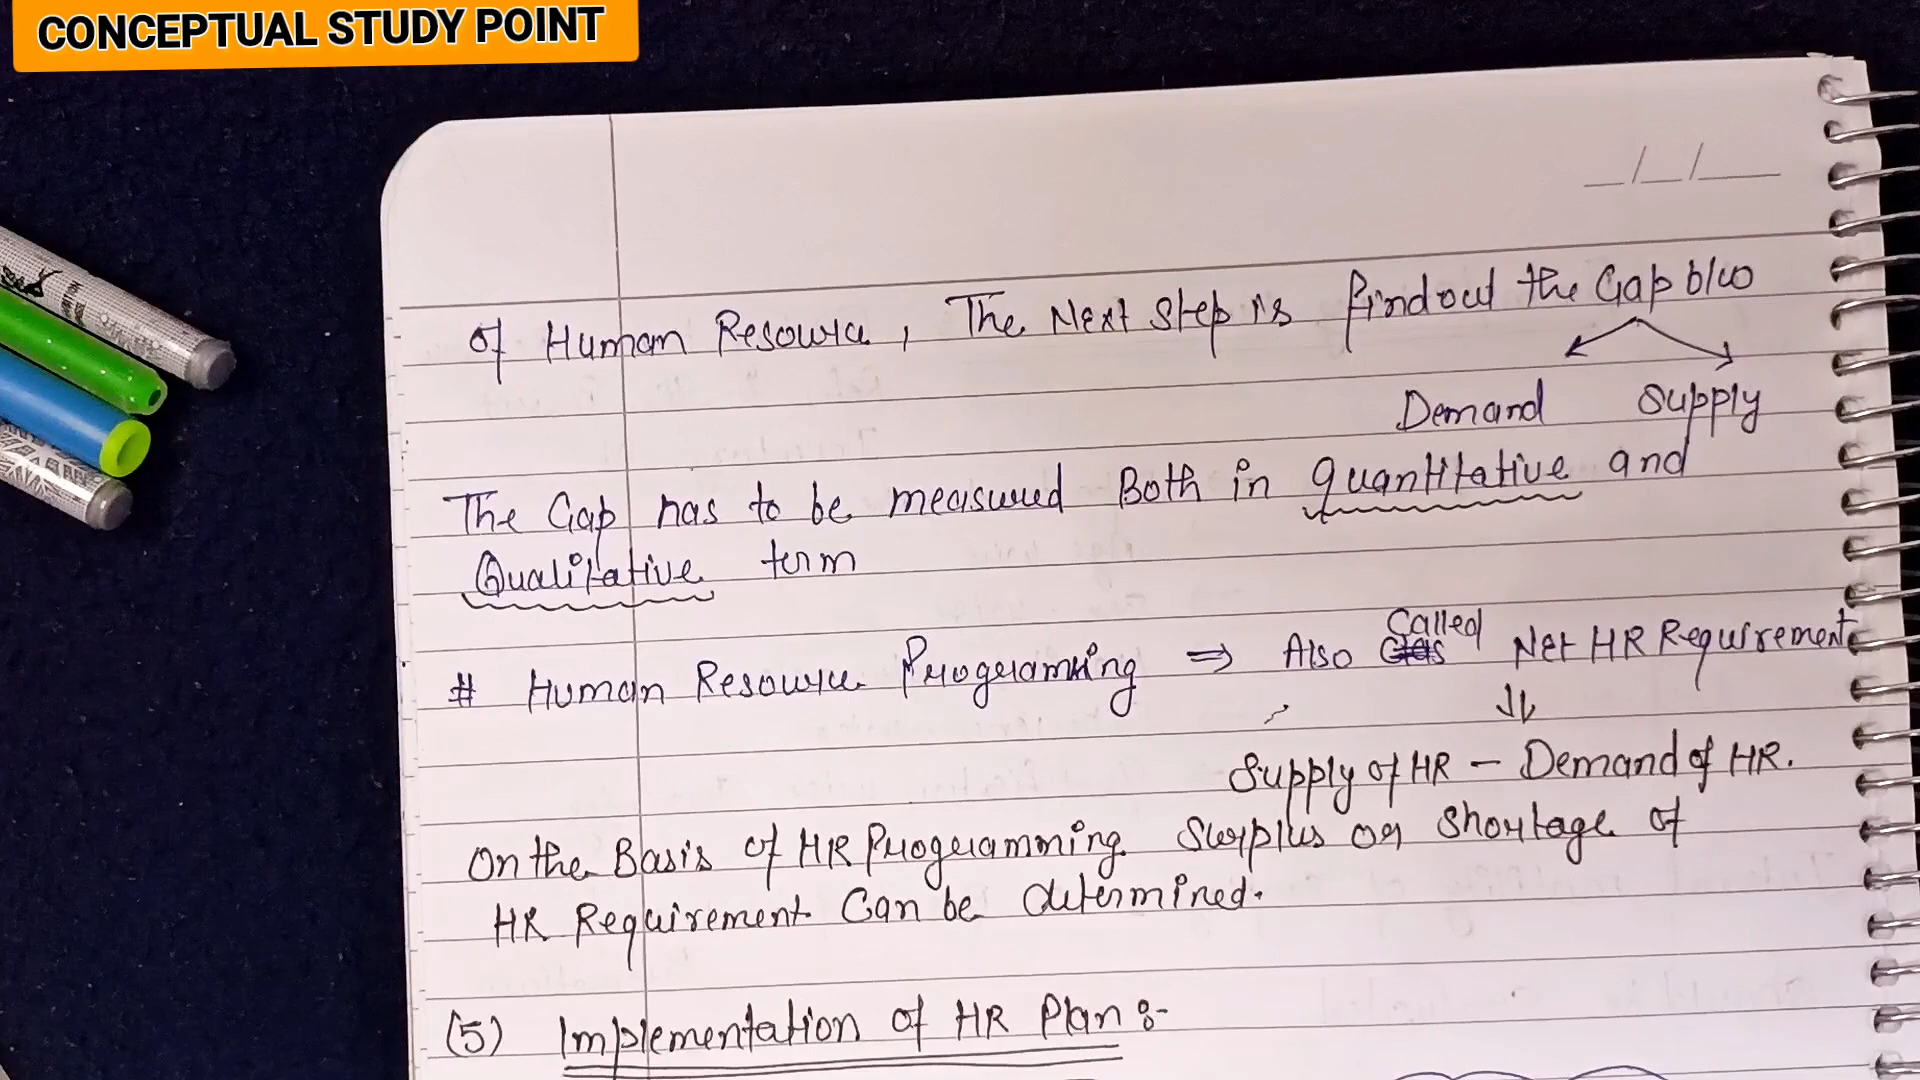 CONCEPTUAL STUDY POINT
_/_/__
of Human Resource, The Next Step is find out the Gap b/w
Demand Supply
The Gap has to be measured Both in quantitative and
Qualitative term
# Human Resource Programming ⇒ Also Called Net HR Requirement
Supply of HR - Demand of HR.
On the Basis of HR Programming Surplus or Shortage of
HR Requirement Can be determined.
(5) Implementation of HR Plan :-